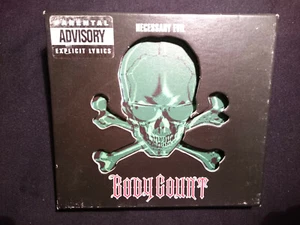 PARENTAL
ADVISORY
EXPLICIT LYRICS
NECESSARY EVIL
BODY COUNT